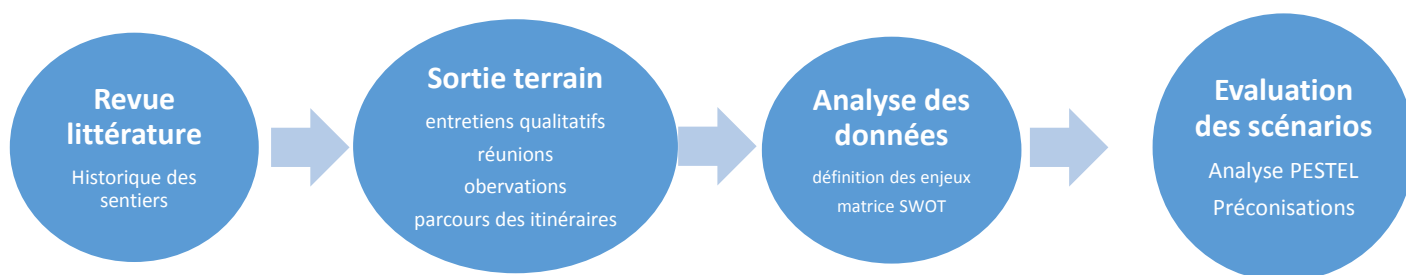 Revue
littérature
Historique des
sentiers
Sortie terrain
entretiens qualitatifs
réunions
obervations
parcours des itinéraires
Analyse des
données
définition des enjeux
matrice SWOT
Evaluation
des scénarios
Analyse PESTEL
Préconisations